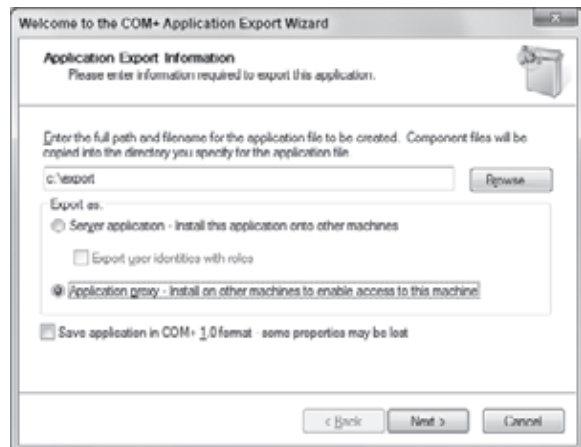 Welcome to the COM+ Application Export Wizard
Application Export Information
Please enter information required to export this application.
Enter the full path and filename for the application file to be created. Component files will be
copied into the directory you specify for the application file.
c:\export
Browse...
Export as:
Server application - Install this application onto other machines
Export user identities with roles
Application proxy - Install on other machines to enable access to this machine
Save application in COM+ 1.0 format - some properties may be lost
< Back
Next >
Cancel